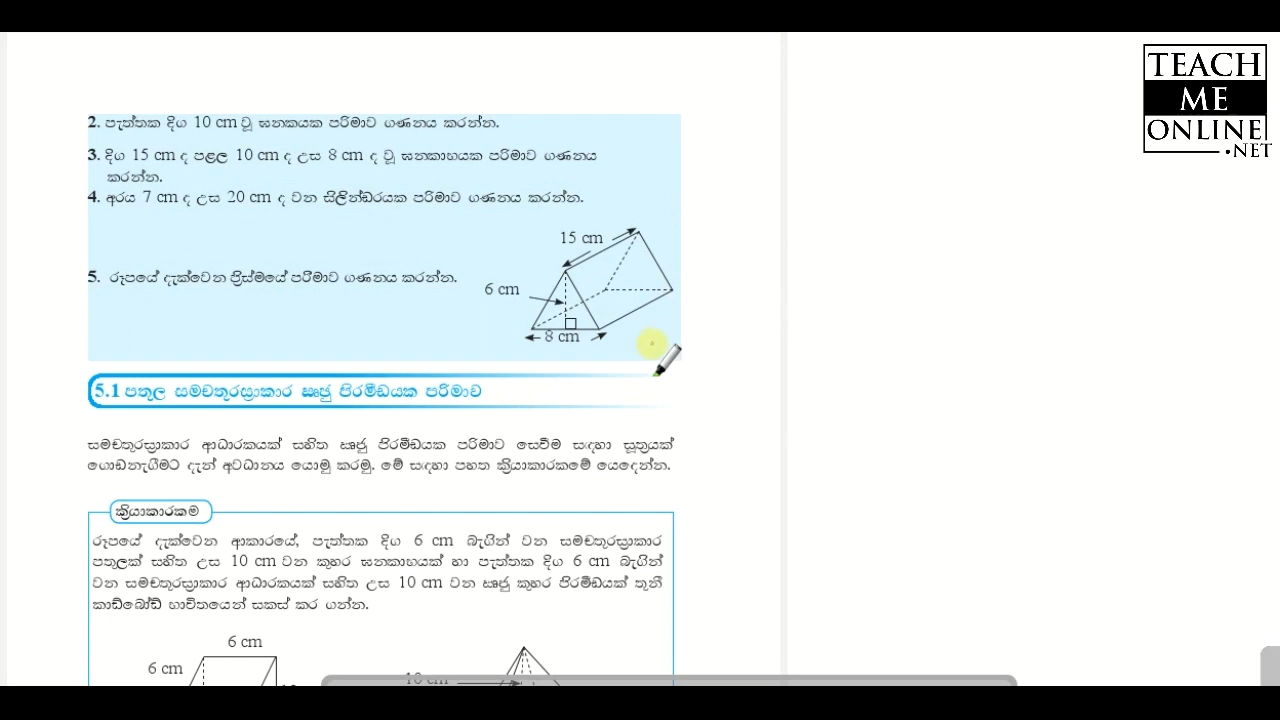 TEACH
ME
ONLINE
.NET
2. පැත්තක දිග 10 cm වූ ඝනකයක පරිමාව ගණනය කරන්න.
3. දිග 15 cm ද පළල 10 cm ද උස 8 cm ද වූ ඝනකාභයක පරිමාව ගණනය
කරන්න.
4. අරය 7 cm ද උස 20 cm ද වන සිලින්ඩරයක පරිමාව ගණනය කරන්න.
15 cm
5. රූපයේ දැක්වෙන ප්‍රිස්මයේ පරිමාව ගණනය කරන්න.
6 cm
8 cm
5.1 පතුල සමචතුරස්‍රාකාර ඍජු පිරමීඩයක පරිමාව
සමචතුරස්‍රාකාර ආධාරකයක් සහිත ඍජු පිරමීඩයක පරිමාව සෙවීම සඳහා සූත්‍රයක්
ගොඩනැගීමට දැන් අවධානය යොමු කරමු. මේ සඳහා පහත ක්‍රියාකාරකමේ යෙදෙන්න.
ක්‍රියාකාරකම
රූපයේ දැක්වෙන ආකාරයේ, පැත්තක දිග 6 cm බැගින් වන සමචතුරස්‍රාකාර
පතුලක් සහිත උස 10 cm වන කුහර ඝනකාභයක් හා පැත්තක දිග 6 cm බැගින්
වන සමචතුරස්‍රාකාර ආධාරකයක් සහිත උස 10 cm වන ඍජු කුහර පිරමීඩයක් තුනී
කාඩ්බෝඩ් භාවිතයෙන් සකස් කර ගන්න.
6 cm
6 cm
10 cm